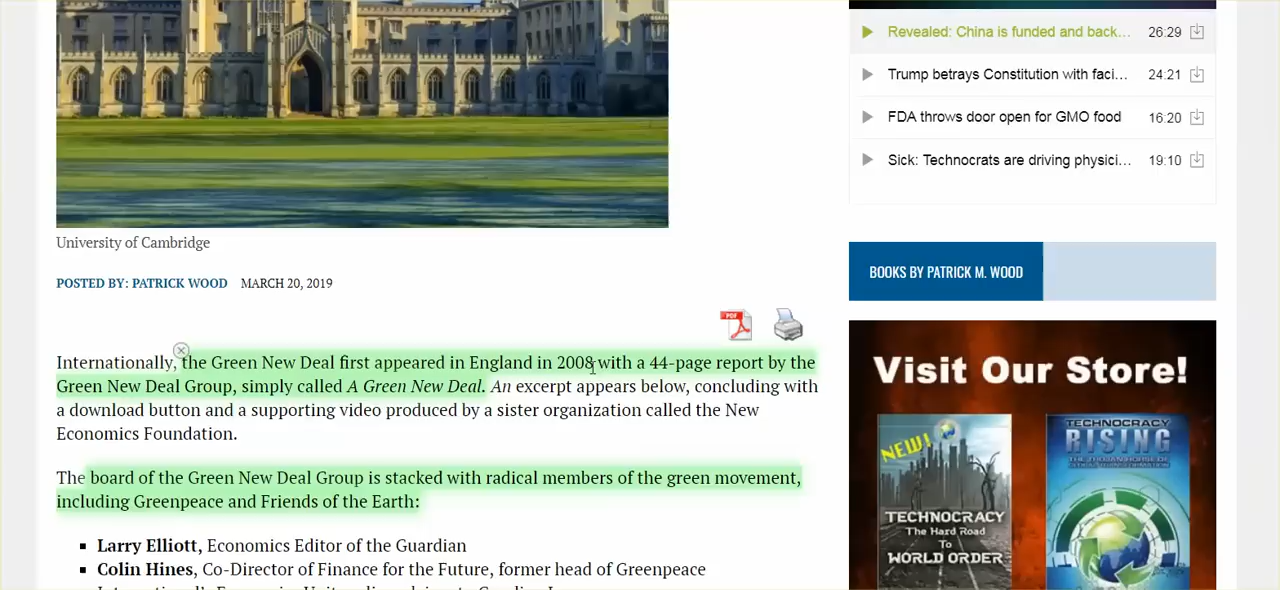 University of Cambridge
POSTED BY: PATRICK WOOD MARCH 20, 2019
PDF
Internationally, the Green New Deal first appeared in England in 2008 with a 44-page report by the
Green New Deal Group, simply called A Green New Deal. An excerpt appears below, concluding with
a download button and a supporting video produced by a sister organization called the New
Economics Foundation.
The board of the Green New Deal Group is stacked with radical members of the green movement,
including Greenpeace and Friends of the Earth:
Larry Elliott, Economics Editor of the Guardian
Colin Hines, Co-Director of Finance for the Future, former head of Greenpeace
Revealed: China is funded and back... 26:29
Trump betrays Constitution with faci... 24:21
FDA throws door open for GMO food 16:20
Sick: Technocrats are driving physici... 19:10
BOOKS BY PATRICK M. WOOD
Visit Our Store!
NEW!
TECHNOCRACY
The Hard Road
To
WORLD ORDER
TECHNOCRACY
RISING